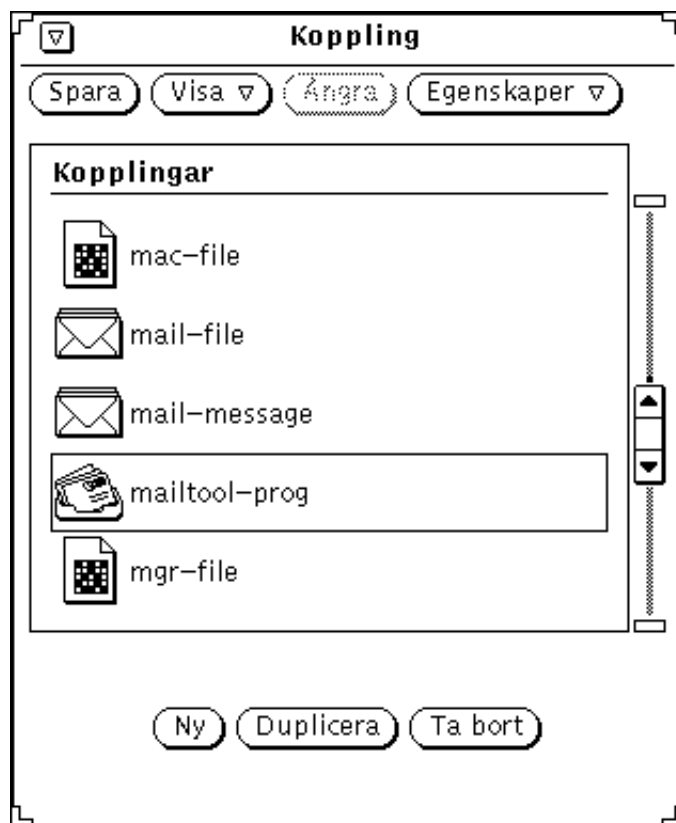 Koppling
Spara Visa Ångra Egenskaper
Kopplingar
mac-file
mail-file
mail-message
mailtool-prog
mgr-file
Ny Duplicera Ta bort